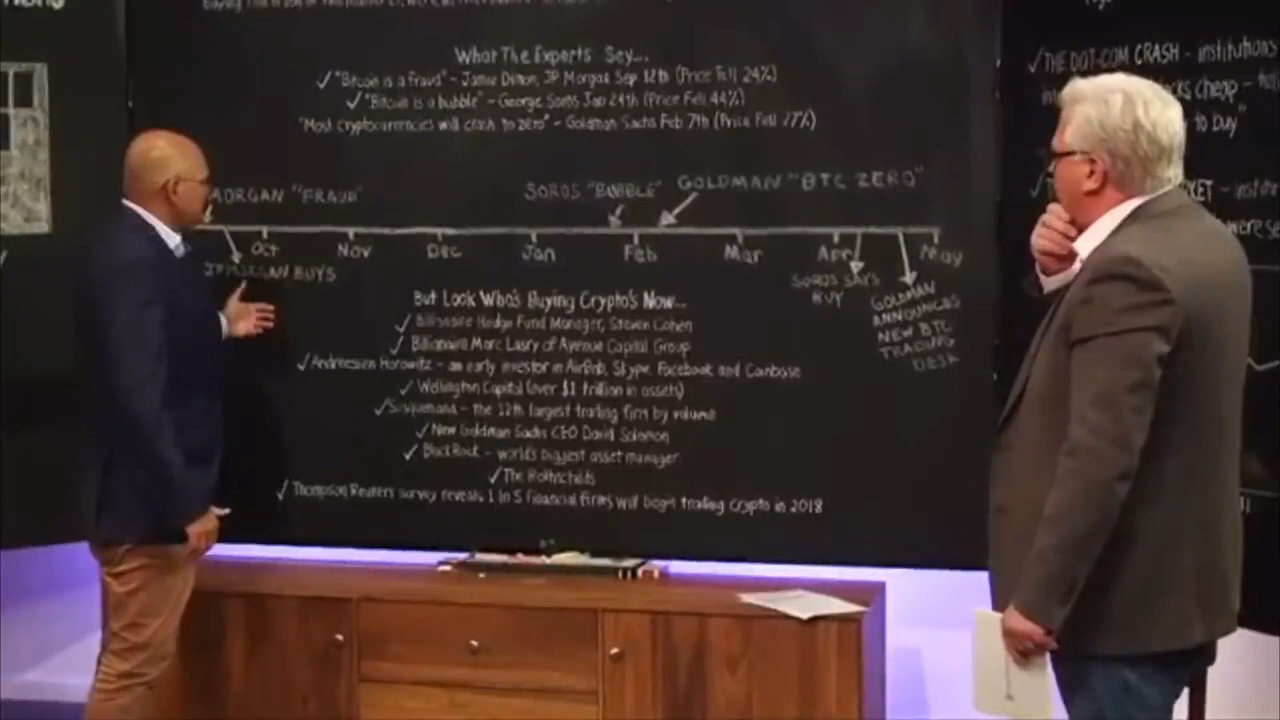 What The Experts Say...
✓ "Bitcoin is a fraud" - Jamie Dimon, JP Morgan Sep 12th (Price Fell 24%)
✓ "Bitcoin is a bubble" - George Soros Jan 24th (Price Fell 44%)
"Most cryptocurrencies will crash to zero" - Goldman Sachs Feb 7th (Price Fell 27%)
MORGAN "FRAUD" SOROS "BUBBLE" GOLDMAN "BTC ZERO"
Oct Nov Dec Jan Feb Mar Apr May
JP MORGAN BUYS
SOROS SAYS
BUY
GOLDMAN
ANNOUNCES
NEW BTC
TRADING
DESK
But Look Who's Buying Crypto's Now...
✓ Billionaire Hedge Fund Manager, Steven Cohen
✓ Billionaire Marc Lasry of Avenue Capital Group
✓ Andreessen Horowitz - an early investor in AirBnb, Skype, Facebook and Coinbase
✓ Wellington Capital (over $1 trillion in assets)
✓ Susquehanna - the 12th largest trading firm by volume
✓ New Goldman Sachs CEO David Solomon
✓ BlackRock - world's biggest asset manager
✓ The Rothschilds
✓ Thompson Reuters survey reveals 1 in 5 financial firms will begin trading crypto in 2018
✓ THE DOT-COM CRASH - institutions
cheap -
to buy"